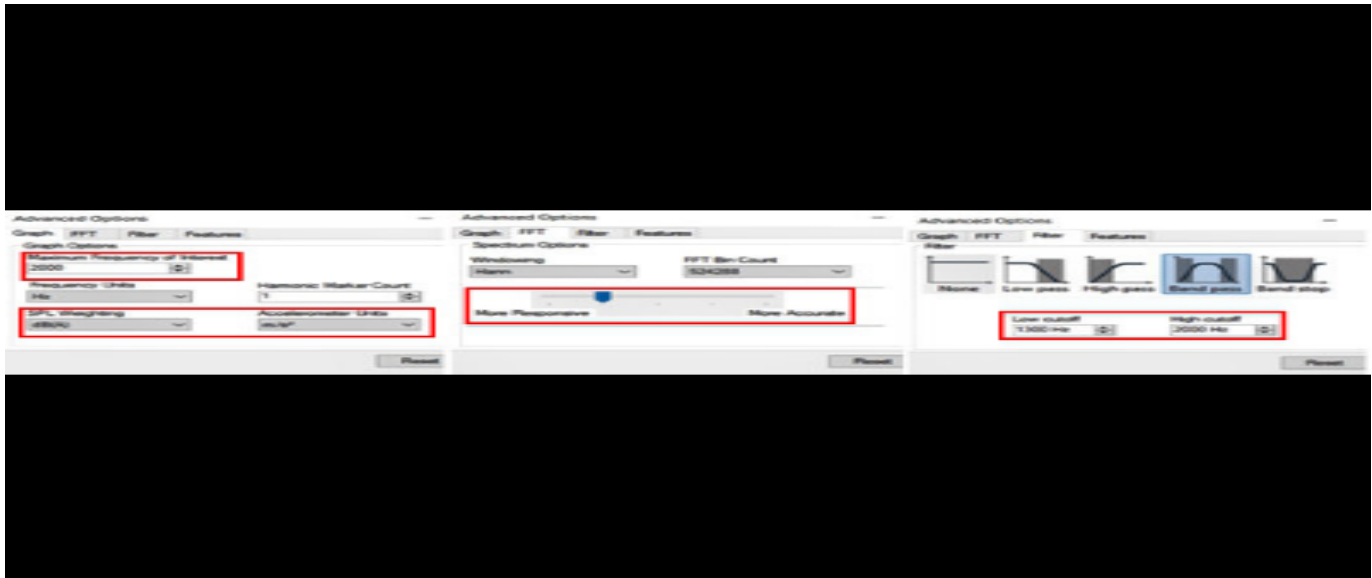 Advanced Options
Graph FFT Filter Features
Graph Options
Maximum Frequency of Interest
2000
Frequency Units
Harmonic Marker Count
Hz
1
SPL Weighting
Accelerometer Units
dB(A)
m/s²
Reset
Advanced Options
Graph FFT Filter Features
Spectrum Options
Windowing
FFT Bin Count
Hann
524288
More Responsive
More Accurate
Reset
Advanced Options
Graph FFT Filter Features
Filter
None Low pass High-pass Band pass Band stop
Low cutoff
High cutoff
1300 Hz
2000 Hz
Reset